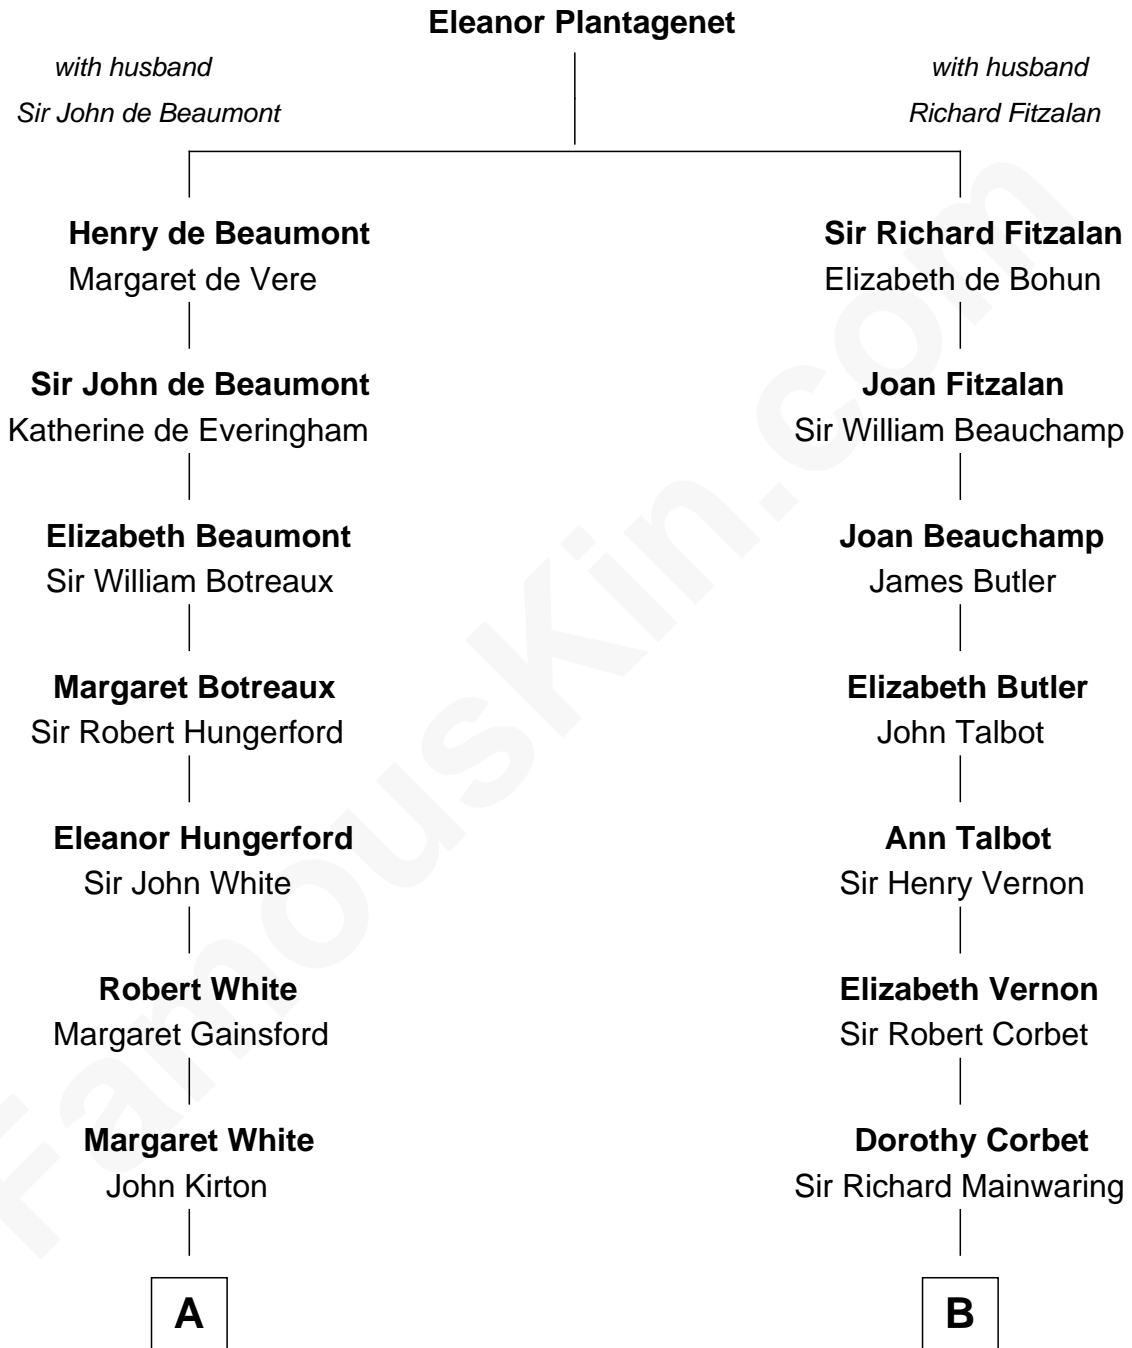 Eleanor Plantagenet
with husband
Sir John de Beaumont
with husband
Richard Fitzalan
Henry de Beaumont
Margaret de Vere
Sir Richard Fitzalan
Elizabeth de Bohun
Sir John de Beaumont
Katherine de Everingham
Joan Fitzalan
Sir William Beauchamp
Elizabeth Beaumont
Sir William Botreaux
Joan Beauchamp
James Butler
Margaret Botreaux
Sir Robert Hungerford
Elizabeth Butler
John Talbot
Eleanor Hungerford
Sir John White
Ann Talbot
Sir Henry Vernon
Robert White
Margaret Gainsford
Elizabeth Vernon
Sir Robert Corbet
Margaret White
John Kirton
Dorothy Corbet
Sir Richard Mainwaring
A
B
FamousKin.com